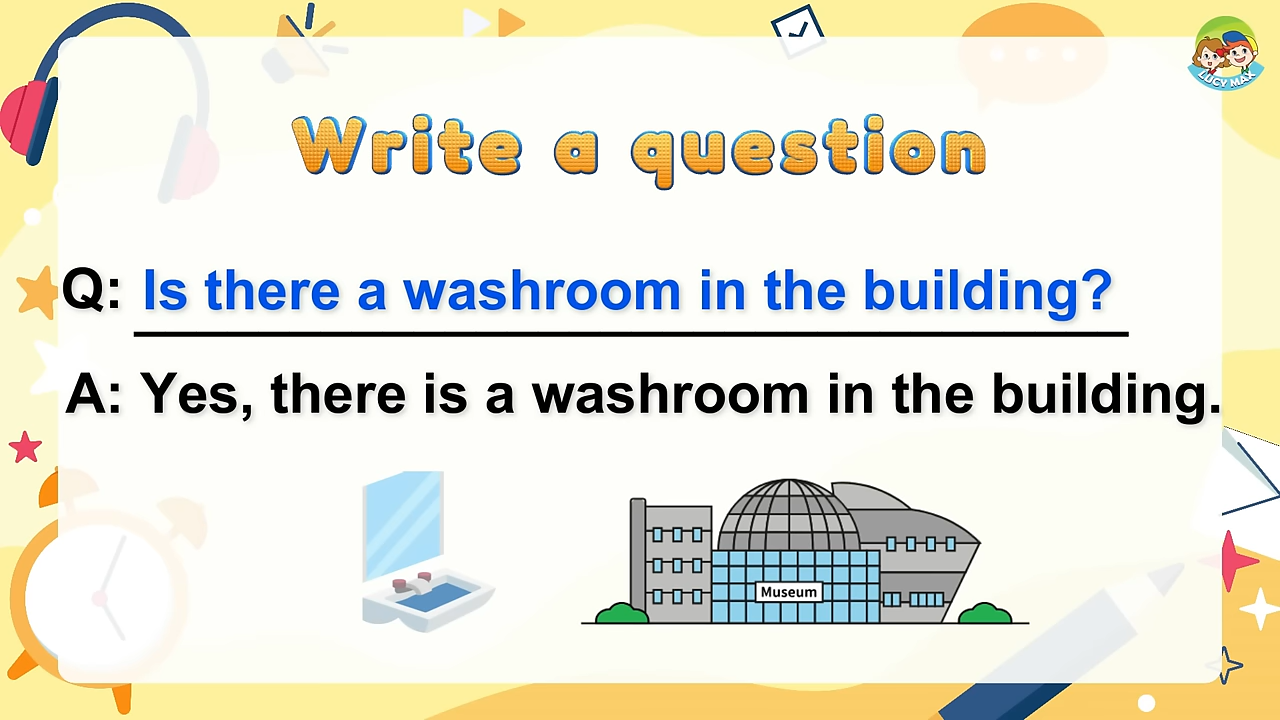 LUCY MAX
Write a question
Q: Is there a washroom in the building?
A: Yes, there is a washroom in the building.
Museum